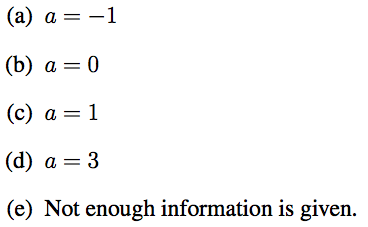 (a) a = −1
(b) a = 0
(c) a = 1
(d) a = 3
(e) Not enough information is given.